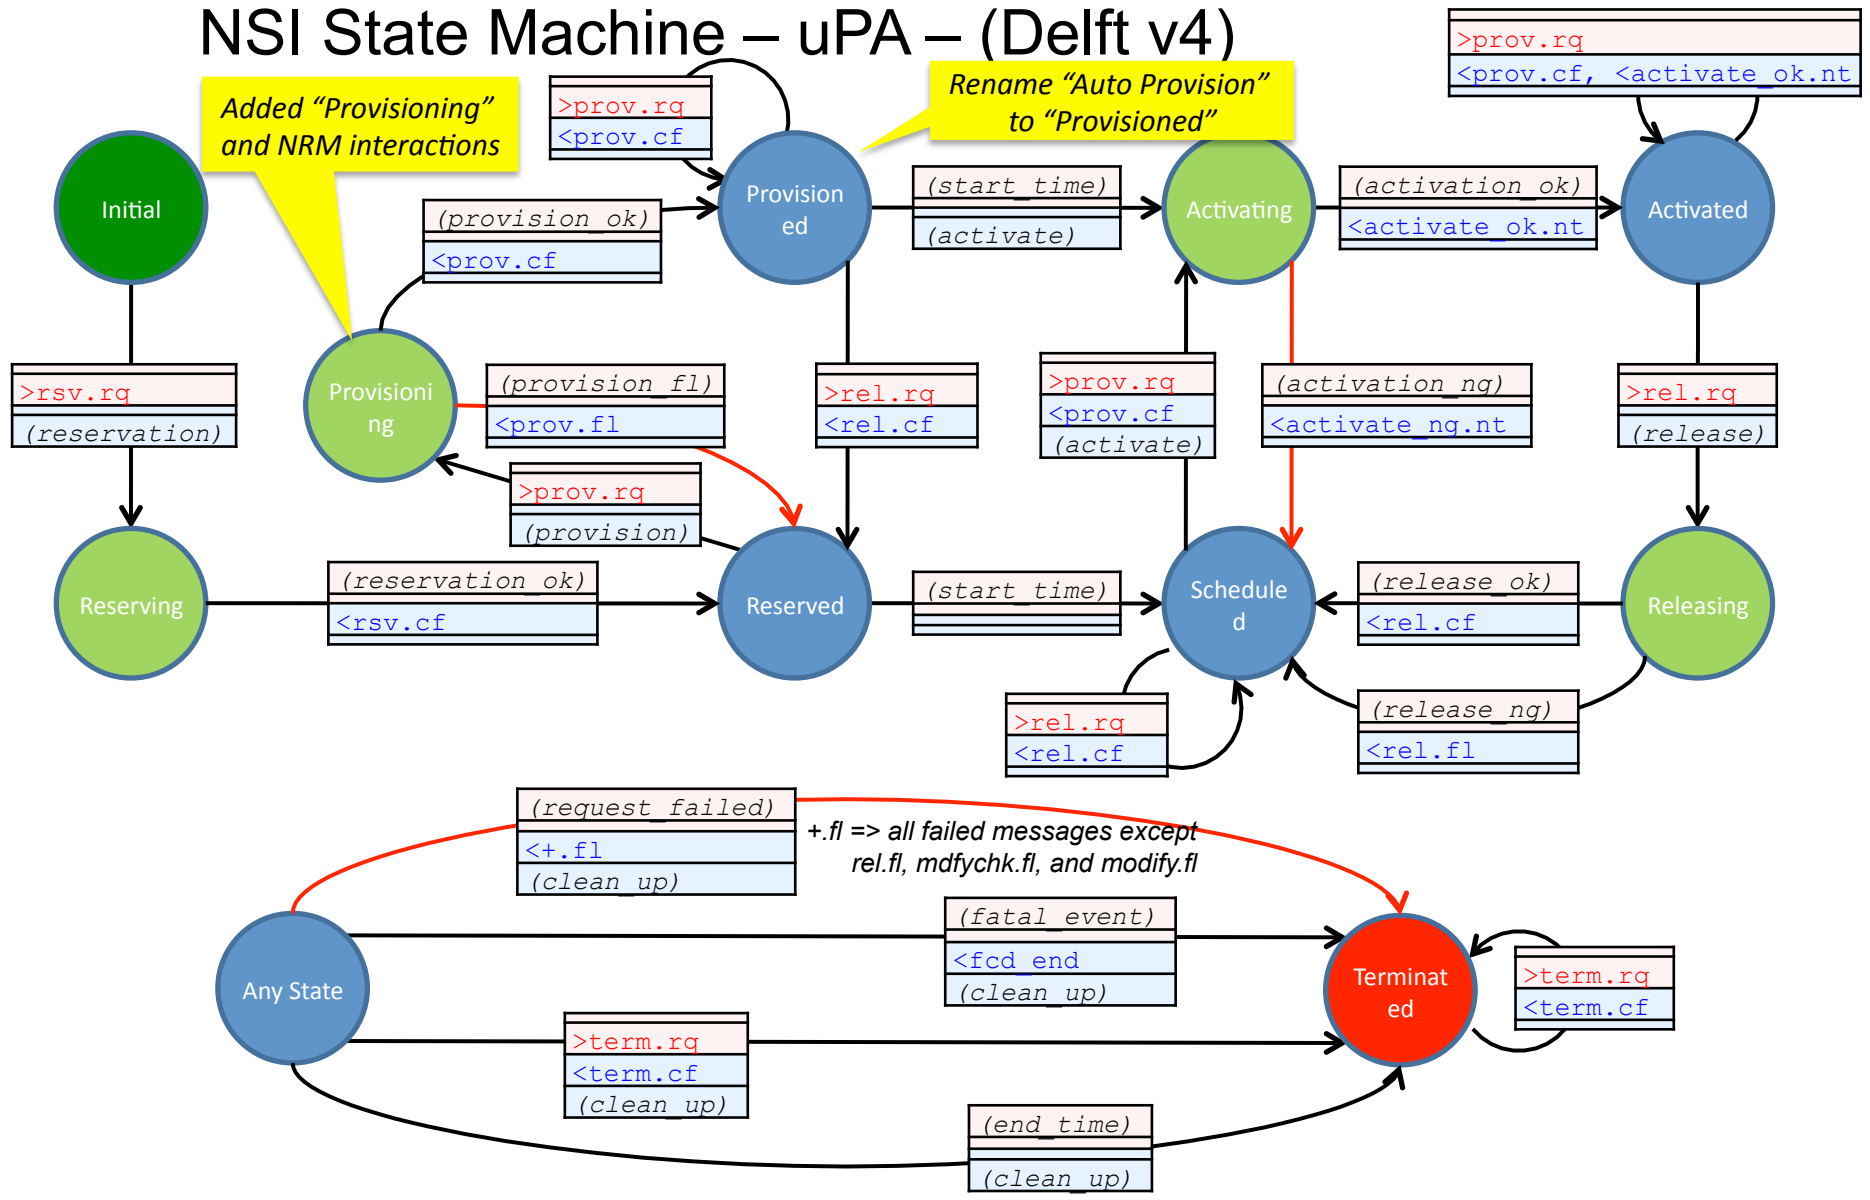 NSI State Machine – uPA – (Delft v4)
>prov.rq
<prov.cf, <activate_ok.nt
Added “Provisioning”
and NRM interactions
>prov.rq
<prov.cf
Rename “Auto Provision”
to “Provisioned”
Initial
(provision_ok)
<prov.cf
Provision
ed
(start_time)
(activate)
Activating
(activation_ok)
<activate_ok.nt
Activated
>rsv.rq
(reservation)
Provisioni
ng
(provision_fl)
<prov.fl
>rel.rq
<rel.cf
>prov.rq
<prov.cf
(activate)
(activation_ng)
<activate_ng.nt
>rel.rq
(release)
>prov.rq
(provision)
Reserving
(reservation_ok)
<rsv.cf
Reserved
(start_time)
Schedule
d
(release_ok)
<rel.cf
Releasing
>rel.rq
<rel.cf
(release_ng)
<rel.fl
(request_failed)
<+.fl
(clean_up)
+.fl => all failed messages except
rel.fl, mdfychk.fl, and modify.fl
Any State
(fatal_event)
<fcd_end
(clean_up)
Terminat
ed
>term.rq
<term.cf
>term.rq
<term.cf
(clean_up)
(end_time)
(clean_up)